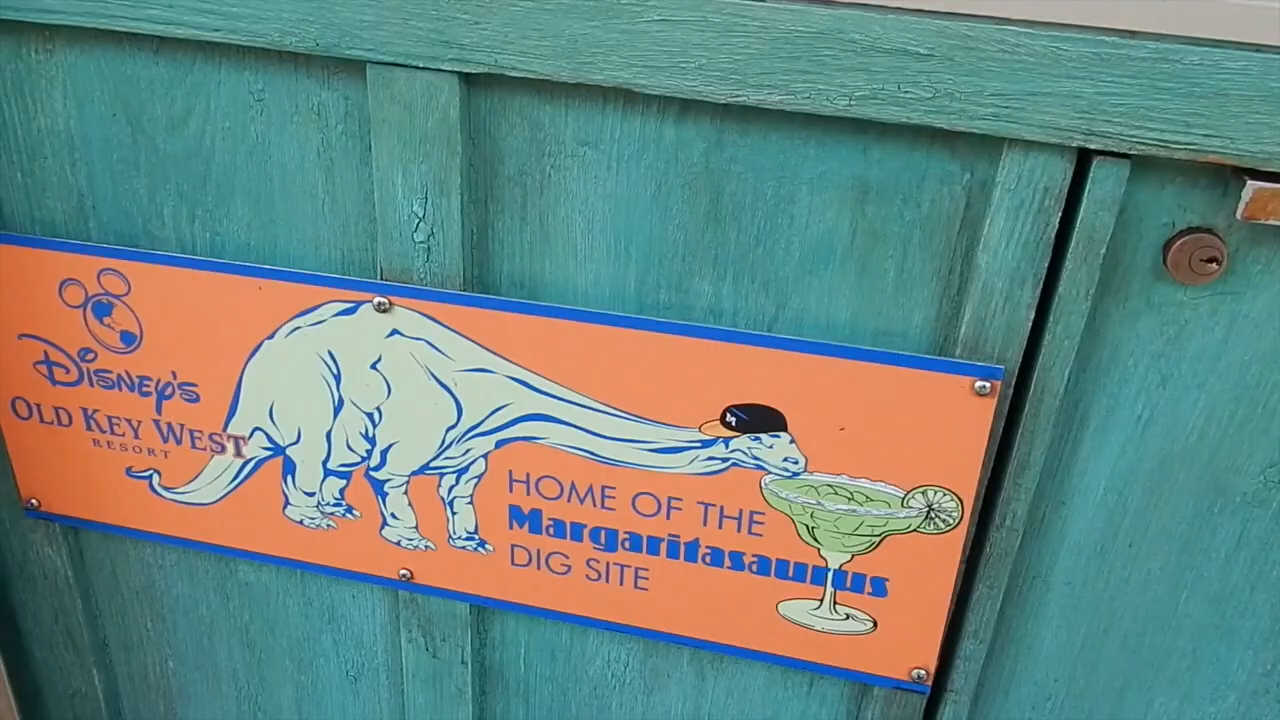 Disney's
OLD KEY WEST
RESORT
M
HOME OF THE
Margaritasaurus
DIG SITE